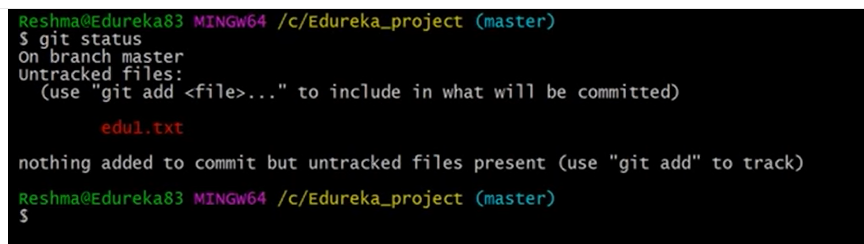 Reshma@Edureka83 MINGW64 /c/Edureka_project (master)
$ git status
On branch master
Untracked files:
  (use "git add <file>..." to include in what will be committed)
        edu1.txt
nothing added to commit but untracked files present (use "git add" to track)
Reshma@Edureka83 MINGW64 /c/Edureka_project (master)
$